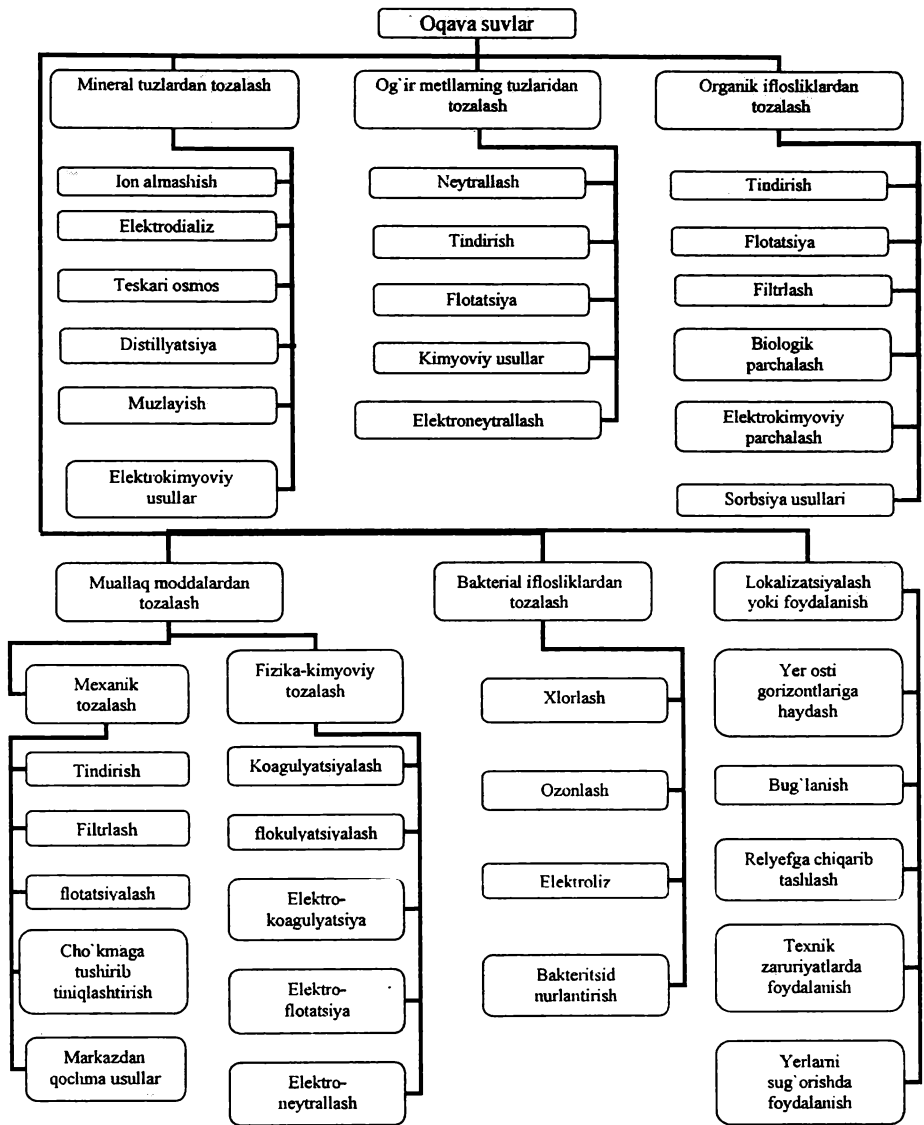 Oqava suvlar
Mineral tuzlardan tozalash
Og`ir metllarning tuzlaridan
tozalash
Organik iflosliklardan
tozalash
Ion almashish
Elektrodializ
Teskari osmos
Distillyatsiya
Muzlayish
Elektrokimyoviy
usullar
Neytrallash
Tindirish
Flotatsiya
Kimyoviy usullar
Elektroneytrallash
Tindirish
Flotatsiya
Filtrlash
Biologik
parchalash
Elektrokimyoviy
parchalash
Sorbsiya usullari
Muallaq moddalardan
tozalash
Bakterial iflosliklardan
tozalash
Lokalizatsiyalash
yoki foydalanish
Mexanik
tozalash
Tindirish
Filtrlash
flotatsiyalash
Cho`kmaga
tushirib
tiniqlashtirish
Markazdan
qochma usullar
Fizika-kimyoviy
tozalash
Koagulyatsiyalash
flokulyatsiyalash
Elektro-
koagulyatsiya
Elektro-
flotatsiya
Elektro-
neytrallash
Xlorlash
Ozonlash
Elektroliz
Bakteritsid
nurlantirish
Yer osti
gorizontlariga
haydash
Bug`lanish
Relyefga chiqarib
tashlash
Texnik
zaruriyatlarda
foydalanish
Yerlarni
sug`orishda
foydalanish